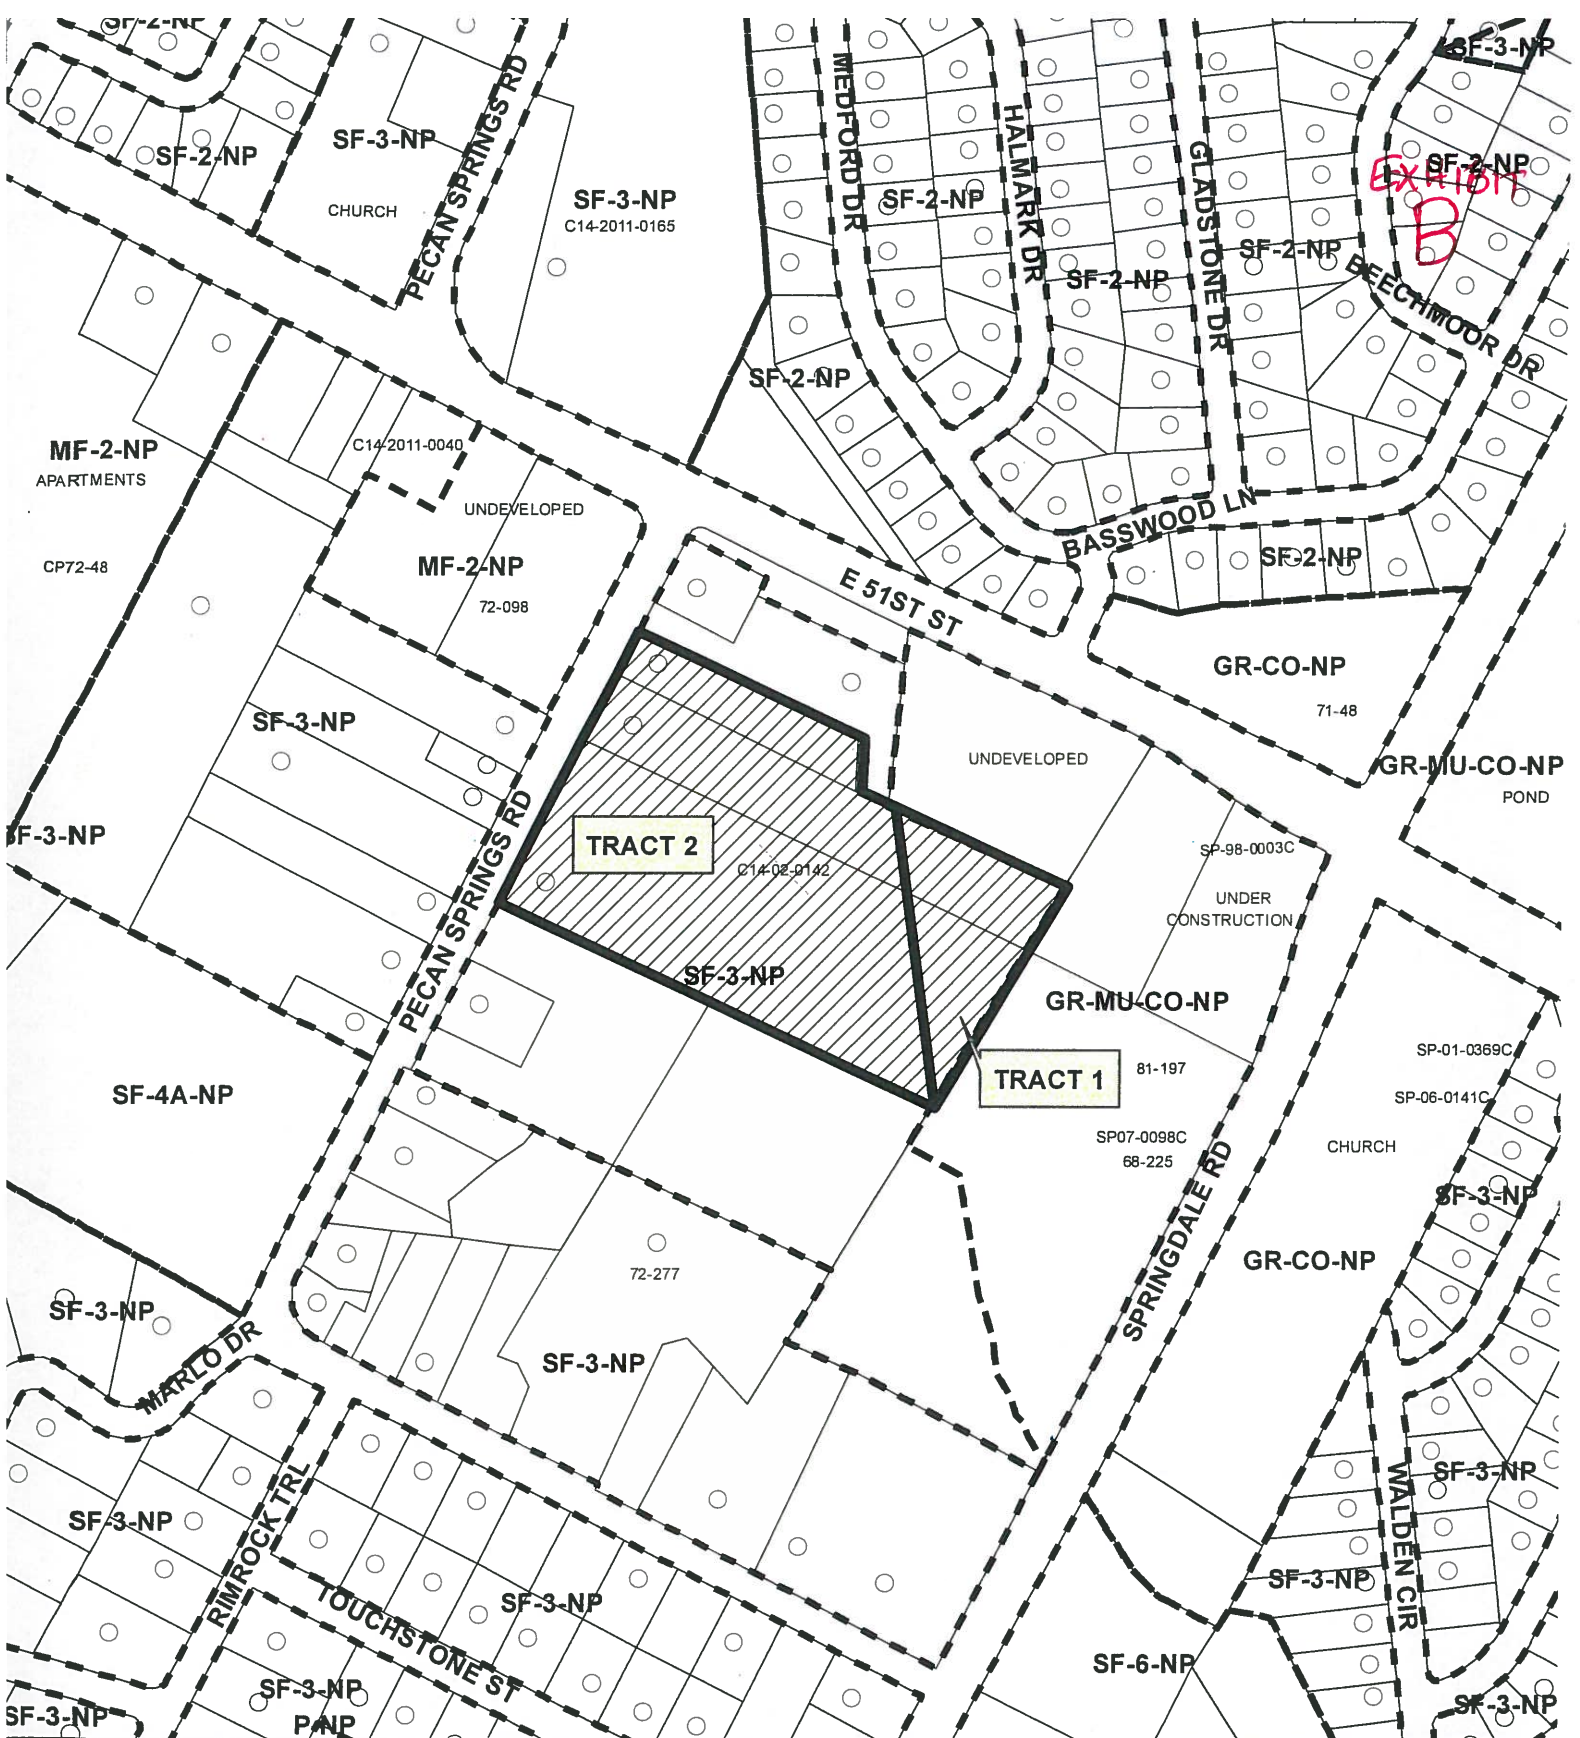 SF-2-NP
SF-3-NP
MEDFORD DR
HALMARK DR
GLADSTONE DR
PECAN SPRINGS RD
SF-3-NP
SF-2-NP
SF-2-NP
EXHIBIT
B
CHURCH
SF-3-NP
C14-2011-0165
SF-2-NP
SF-2-NP
SF-2-NP
BEECHMOOR DR
SF-2-NP
MF-2-NP
APARTMENTS
C14-2011-0040
UNDEVELOPED
BASSWOOD LN
SF-2-NP
CP72-48
MF-2-NP
72-098
E 51ST ST
GR-CO-NP
71-48
SF-3-NP
UNDEVELOPED
GR-MU-CO-NP
POND
SF-3-NP
PECAN SPRINGS RD
TRACT 2
C14-02-0142
SP-98-0003C
UNDER
CONSTRUCTION
SF-3-NP
GR-MU-CO-NP
SF-4A-NP
TRACT 1
81-197
SP-01-0369C
SP-06-0141C
SP07-0098C
68-225
CHURCH
SF-3-NP
SPRINGDALE RD
GR-CO-NP
72-277
SF-3-NP
MARLO DR
SF-3-NP
SF-3-NP
RIMROCK TRL
WALDEN CIR
SF-3-NP
SF-3-NP
SF-3-NP
TOUCHSTONE ST
SF-3-NP
P-NP
SF-6-NP
SF-3-NP
SF-3-NP